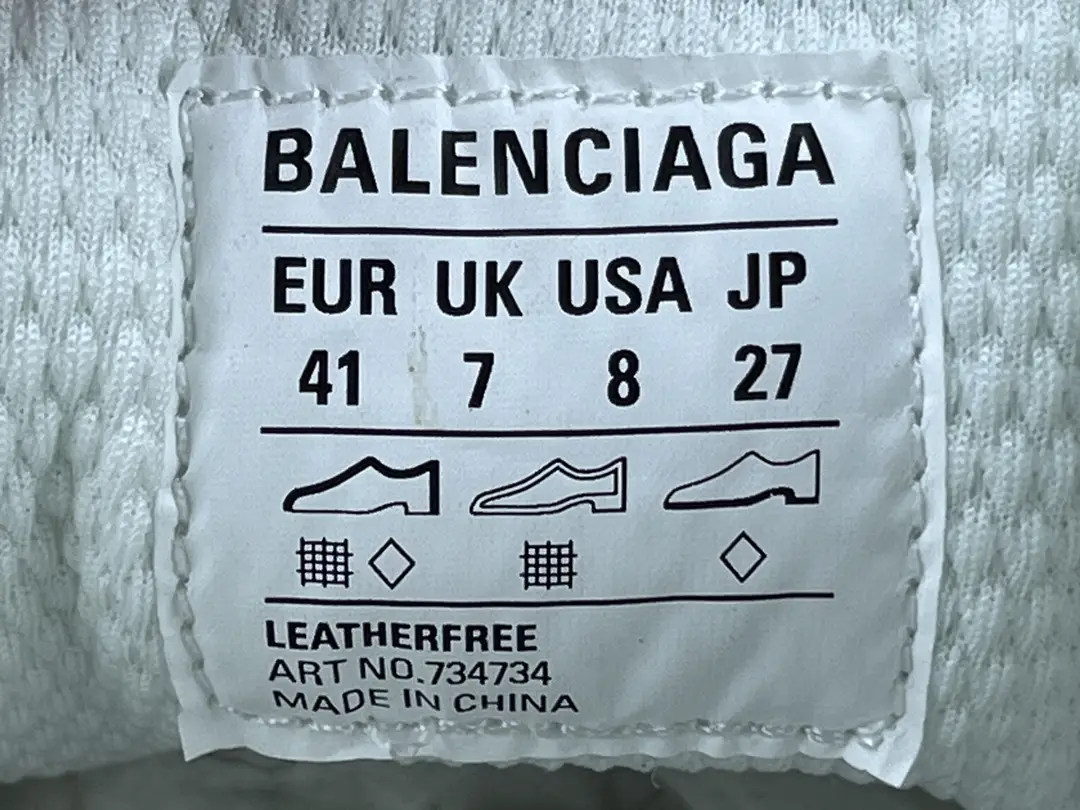 BALENCIAGA
EUR UK USA JP
41 7 8 27
LEATHERFREE
ART NO.734734
MADE IN CHINA